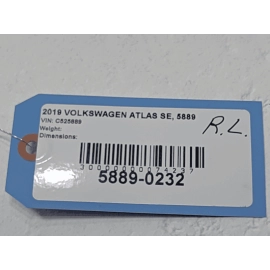 2019 VOLKSWAGEN ATLAS SE, 5889
VIN: C525889
Weight:
Dimensions:
R.L.
5889-0232